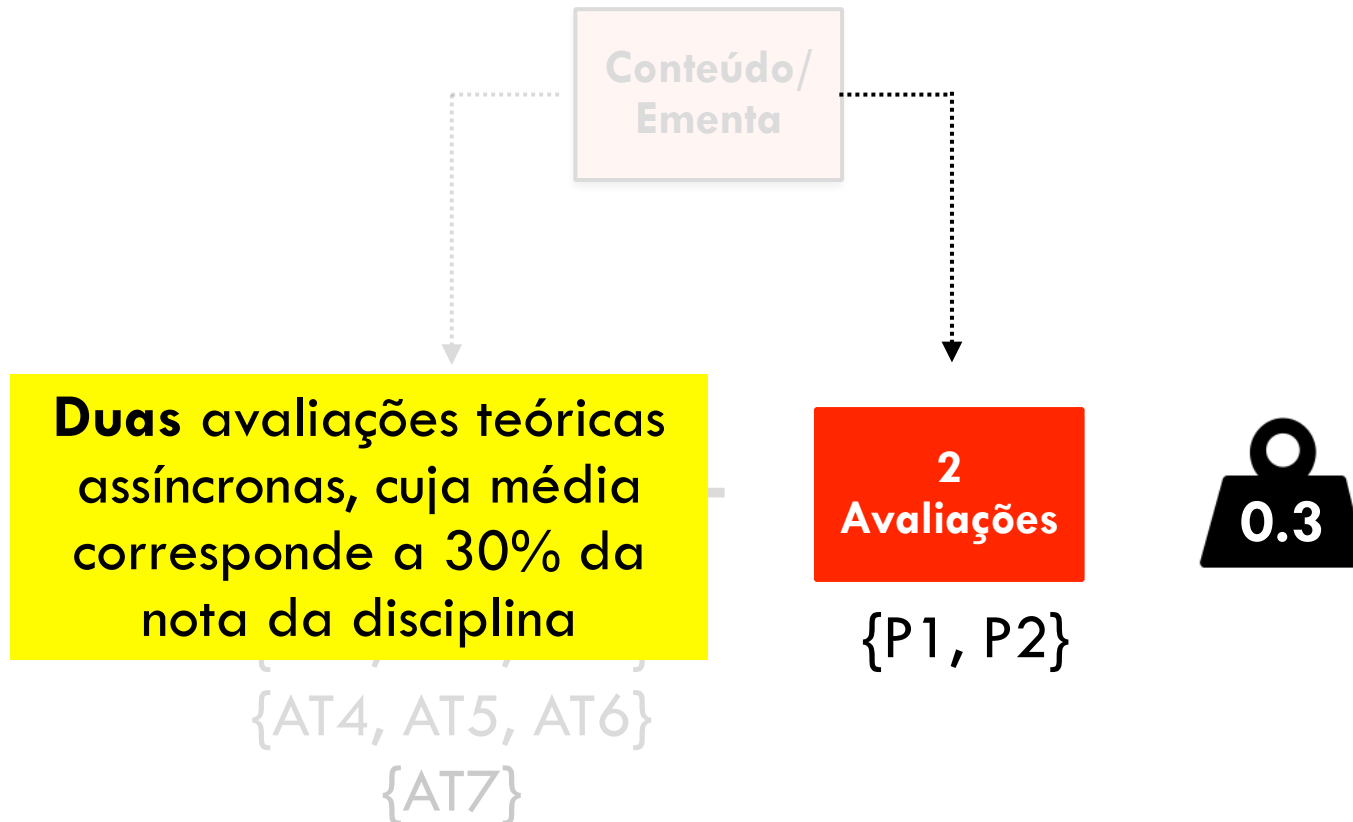 Conteúdo/
Ementa
Duas avaliações teóricas
assíncronas, cuja média
corresponde a 30% da
nota da disciplina
2
Avaliações
0.3
{P1, P2}
{AT4, AT5, AT6}
{AT7}